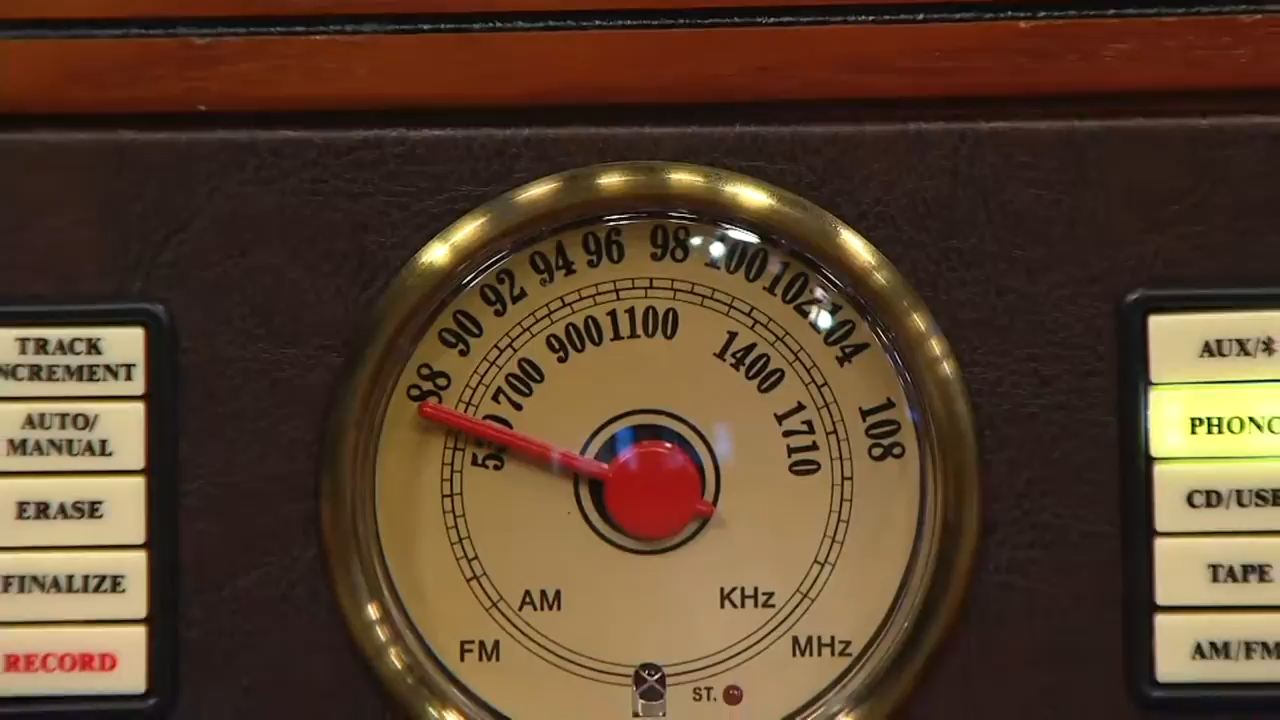 TRACK
NCREMENT
AUTO/
MANUAL
ERASE
FINALIZE
RECORD
88 90 92 94 96 98 100 102 104 108
700 900 1100 1400 1710
AM KHz
FM MHz
ST.
AUX/
PHONO
CD/USB
TAPE
AM/FM